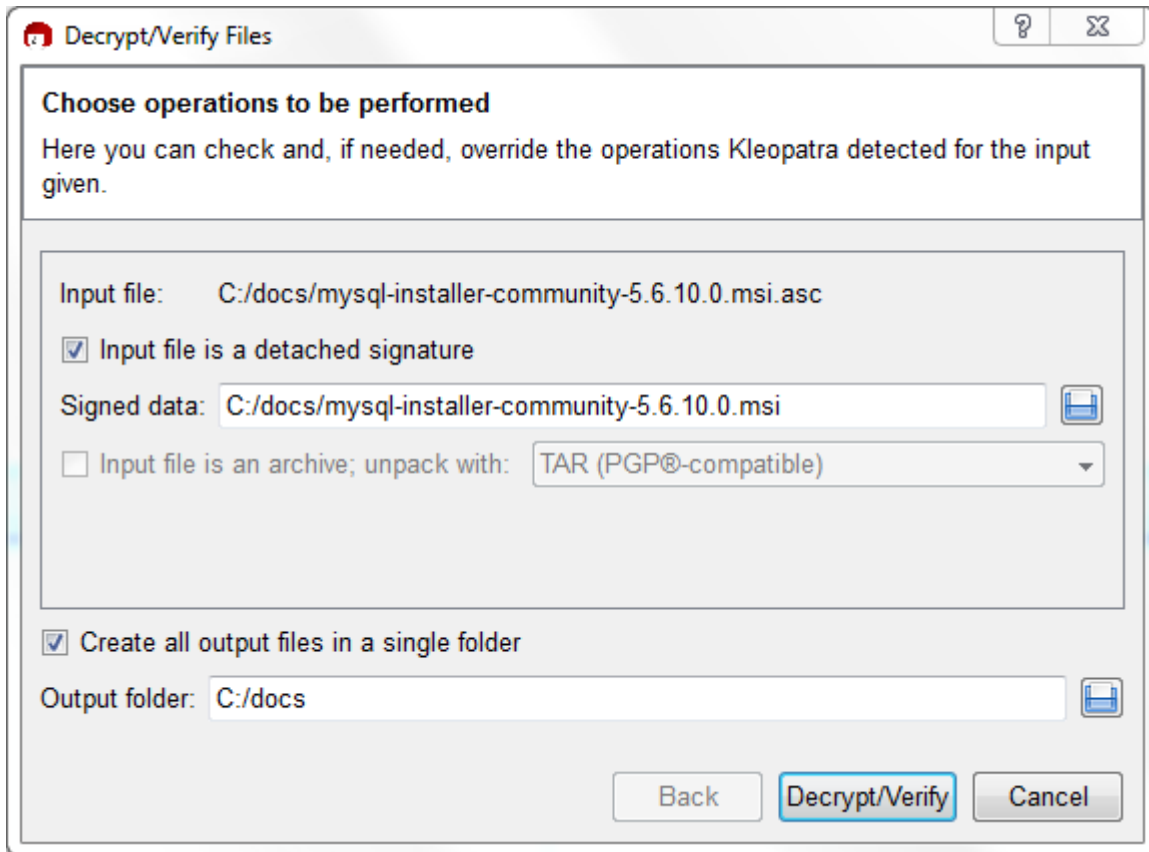 Decrypt/Verify Files
Choose operations to be performed
Here you can check and, if needed, override the operations Kleopatra detected for the input
given.
Input file: C:/docs/mysql-installer-community-5.6.10.0.msi.asc
Input file is a detached signature
Signed data: C:/docs/mysql-installer-community-5.6.10.0.msi
Input file is an archive; unpack with: TAR (PGP®-compatible)
Create all output files in a single folder
Output folder: C:/docs
Back Decrypt/Verify Cancel